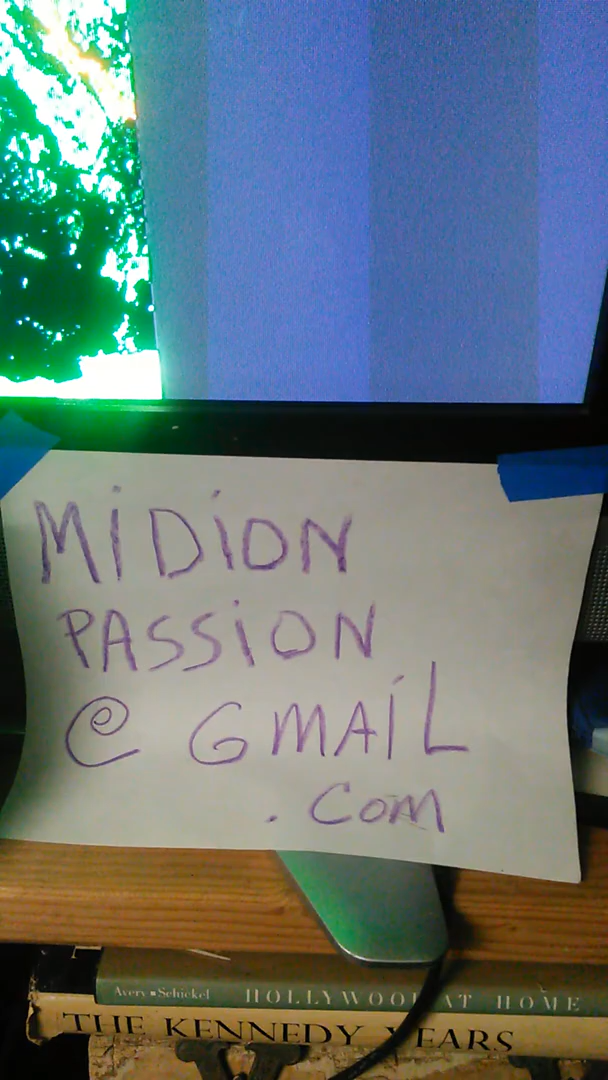 MiDiON
PASSiON
@ GMAiL
. Com
Avery ▪ Schickel HOLLYWOOD AT HOME
THE KENNEDY YEARS